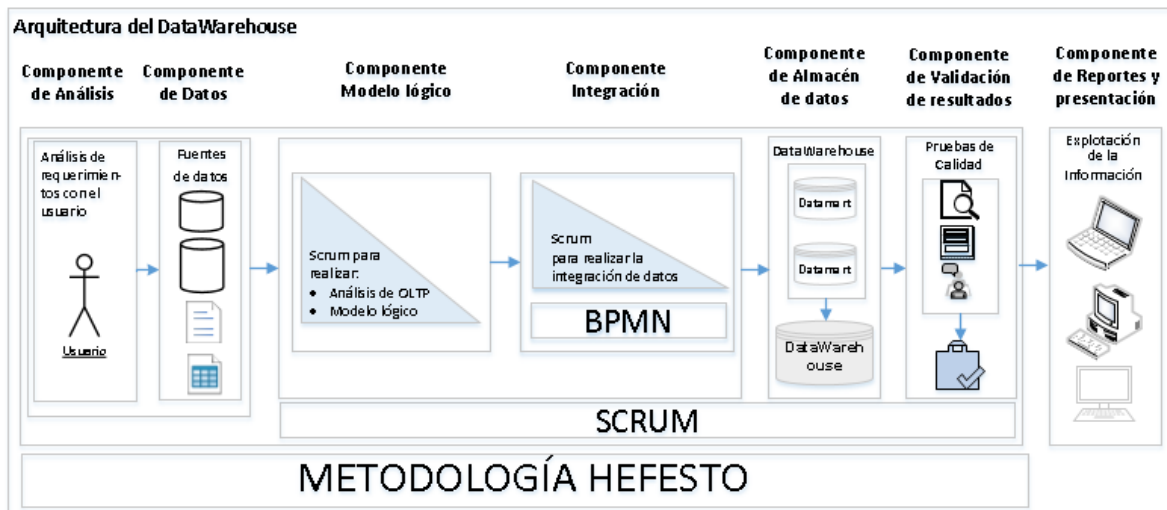 Arquitectura del DataWarehouse
Componente
de Análisis
Componente
de Datos
Componente
Modelo lógico
Componente
Integración
Componente
de Almacén
de datos
Componente
de Validación
de resultados
Componente
de Reportes y
presentación
Análisis de
requerimien-
tos con el
usuario
Usuario
Fuentes
de datos
Scrum para
realizar:
• Análisis de OLTP
• Modelo lógico
Scrum
para realizar la
integración de datos
BPMN
DataWarehouse
Datamart
Datamart
DataWareh
ouse
Pruebas de
Calidad
Explotación
de la
Información
SCRUM
METODOLOGÍA HEFESTO